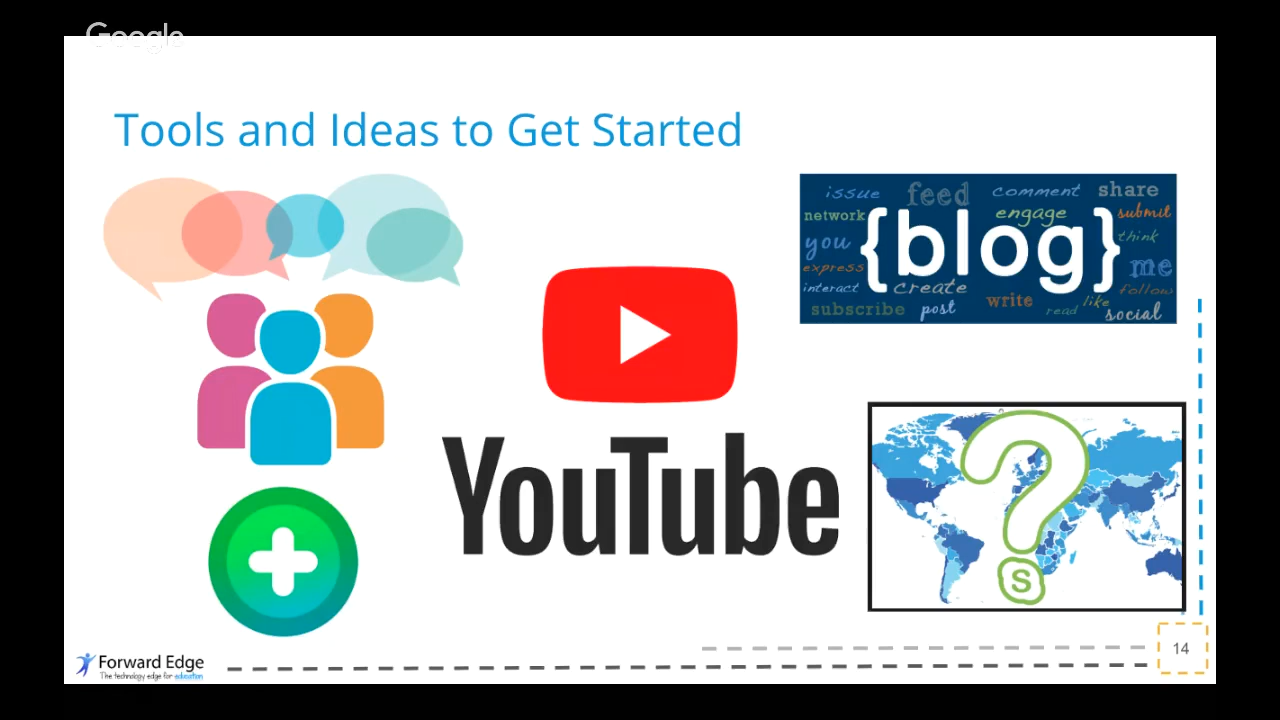 Google
Tools and Ideas to Get Started
issue feed comment share
network engage submit
you {blog} think
express me
interact create follow
subscribe post write read like social
YouTube
S
14
Forward Edge
The technology edge for education